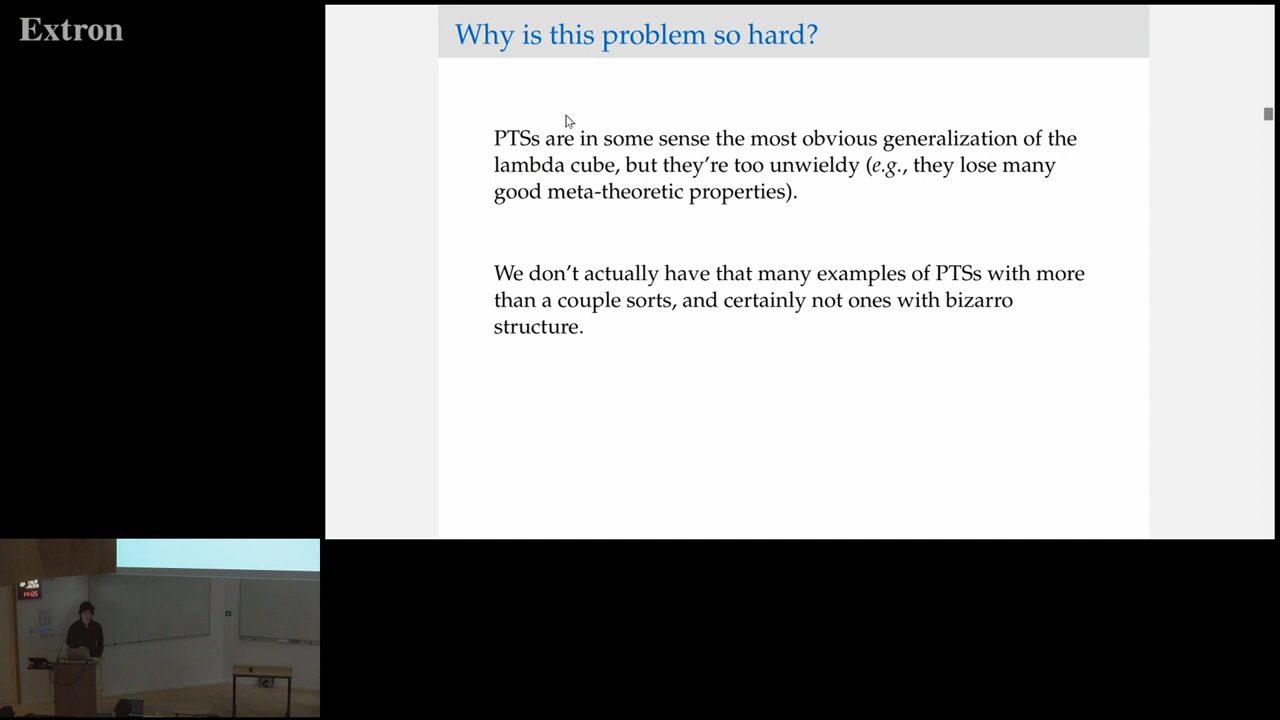 Extron
Why is this problem so hard?
PTSs are in some sense the most obvious generalization of the
lambda cube, but they're too unwieldy (e.g., they lose many
good meta-theoretic properties).
We don't actually have that many examples of PTSs with more
than a couple sorts, and certainly not ones with bizarro
structure.